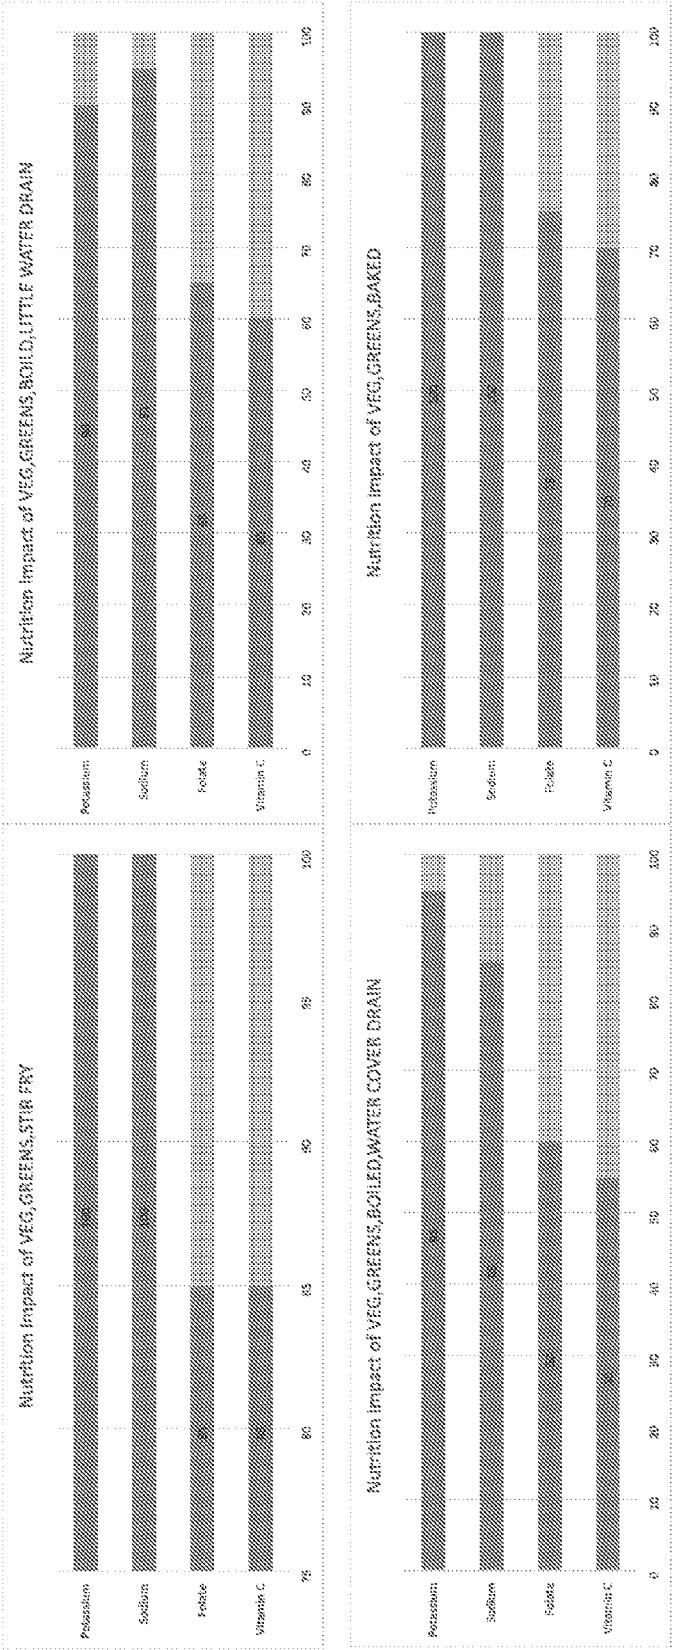 Nutrition Impact of VEG,GREENS,STIR FRY
Potassium
Sodium
Folate
Vitamin C
75 80 85 90 95 100
Nutrition Impact of VEG,GREENS,BOILD,LITTLE WATER DRAIN
Potassium
Sodium
Folate
Vitamin C
0 10 20 30 40 50 60 70 80 90 100
Nutrition Impact of VEG,GREENS,BOILED,WATER COVER DRAIN
Potassium
Sodium
Folate
Vitamin C
0 10 20 30 40 50 60 70 80 90 100
Nutrition Impact of VEG,GREENS,BAKED
Potassium
Sodium
Folate
Vitamin C
0 10 20 30 40 50 60 70 80 90 100